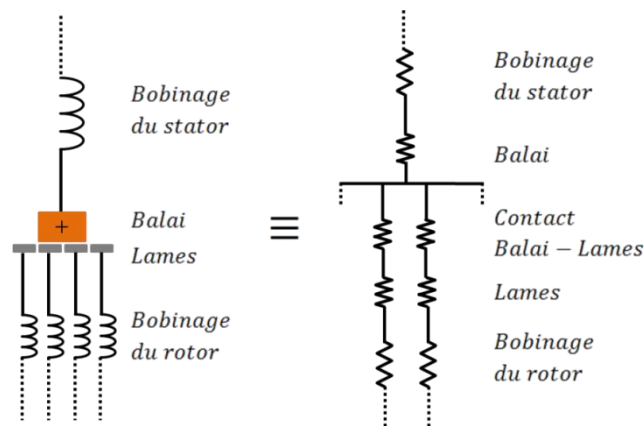 Bobinage
du stator
Balai
Lames
Bobinage
du rotor
+
≡
Bobinage
du stator
Balai
Contact
Balai − Lames
Lames
Bobinage
du rotor